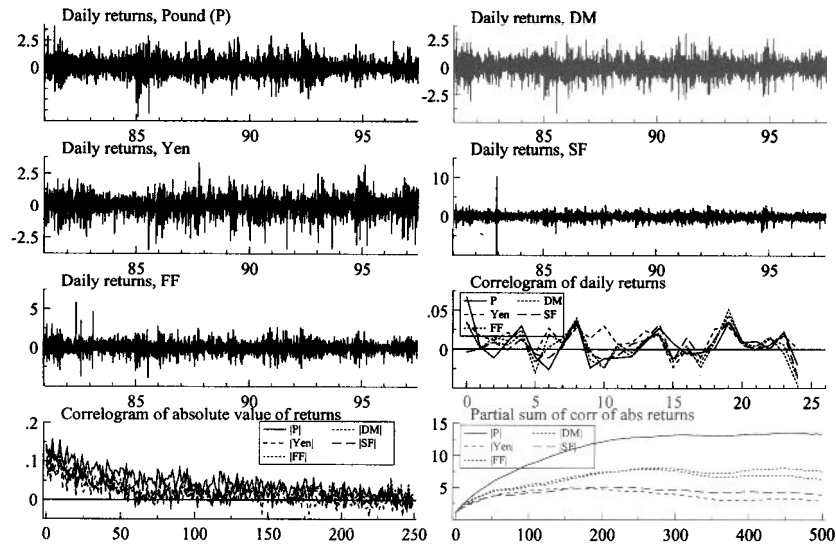 Daily returns, Pound (P)
2.5
0
85 90 95
Daily returns, DM
2.5
0
-2.5
85 90 95
Daily returns, Yen
2.5
0
-2.5
85 90 95
Daily returns, SF
10
0
85 90 95
Daily returns, FF
5
0
85 90 95
Correlogram of daily returns
P DM
Yen SF
FF
.05
0
0 5 10 15 20 25
Correlogram of absolute value of returns
|P| |DM|
|Yen| |SF|
|FF|
.2
.1
0
0 50 100 150 200 250
Partial sum of corr of abs returns
|P| |DM|
|Yen| |SF|
|FF|
15
10
5
0 100 200 300 400 500